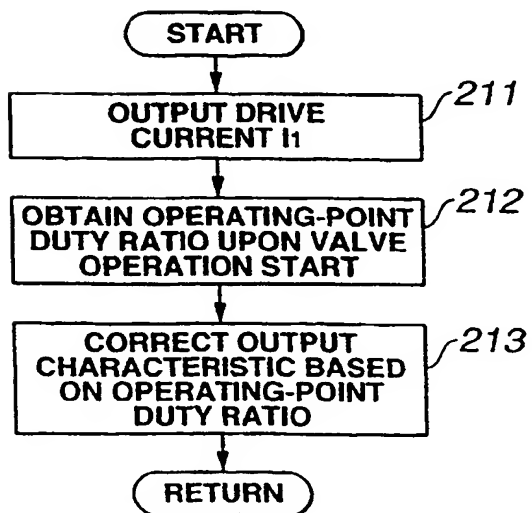 START
OUTPUT DRIVE
CURRENT I1
211
OBTAIN OPERATING-POINT
DUTY RATIO UPON VALVE
OPERATION START
212
CORRECT OUTPUT
CHARACTERISTIC BASED
ON OPERATING-POINT
DUTY RATIO
213
RETURN